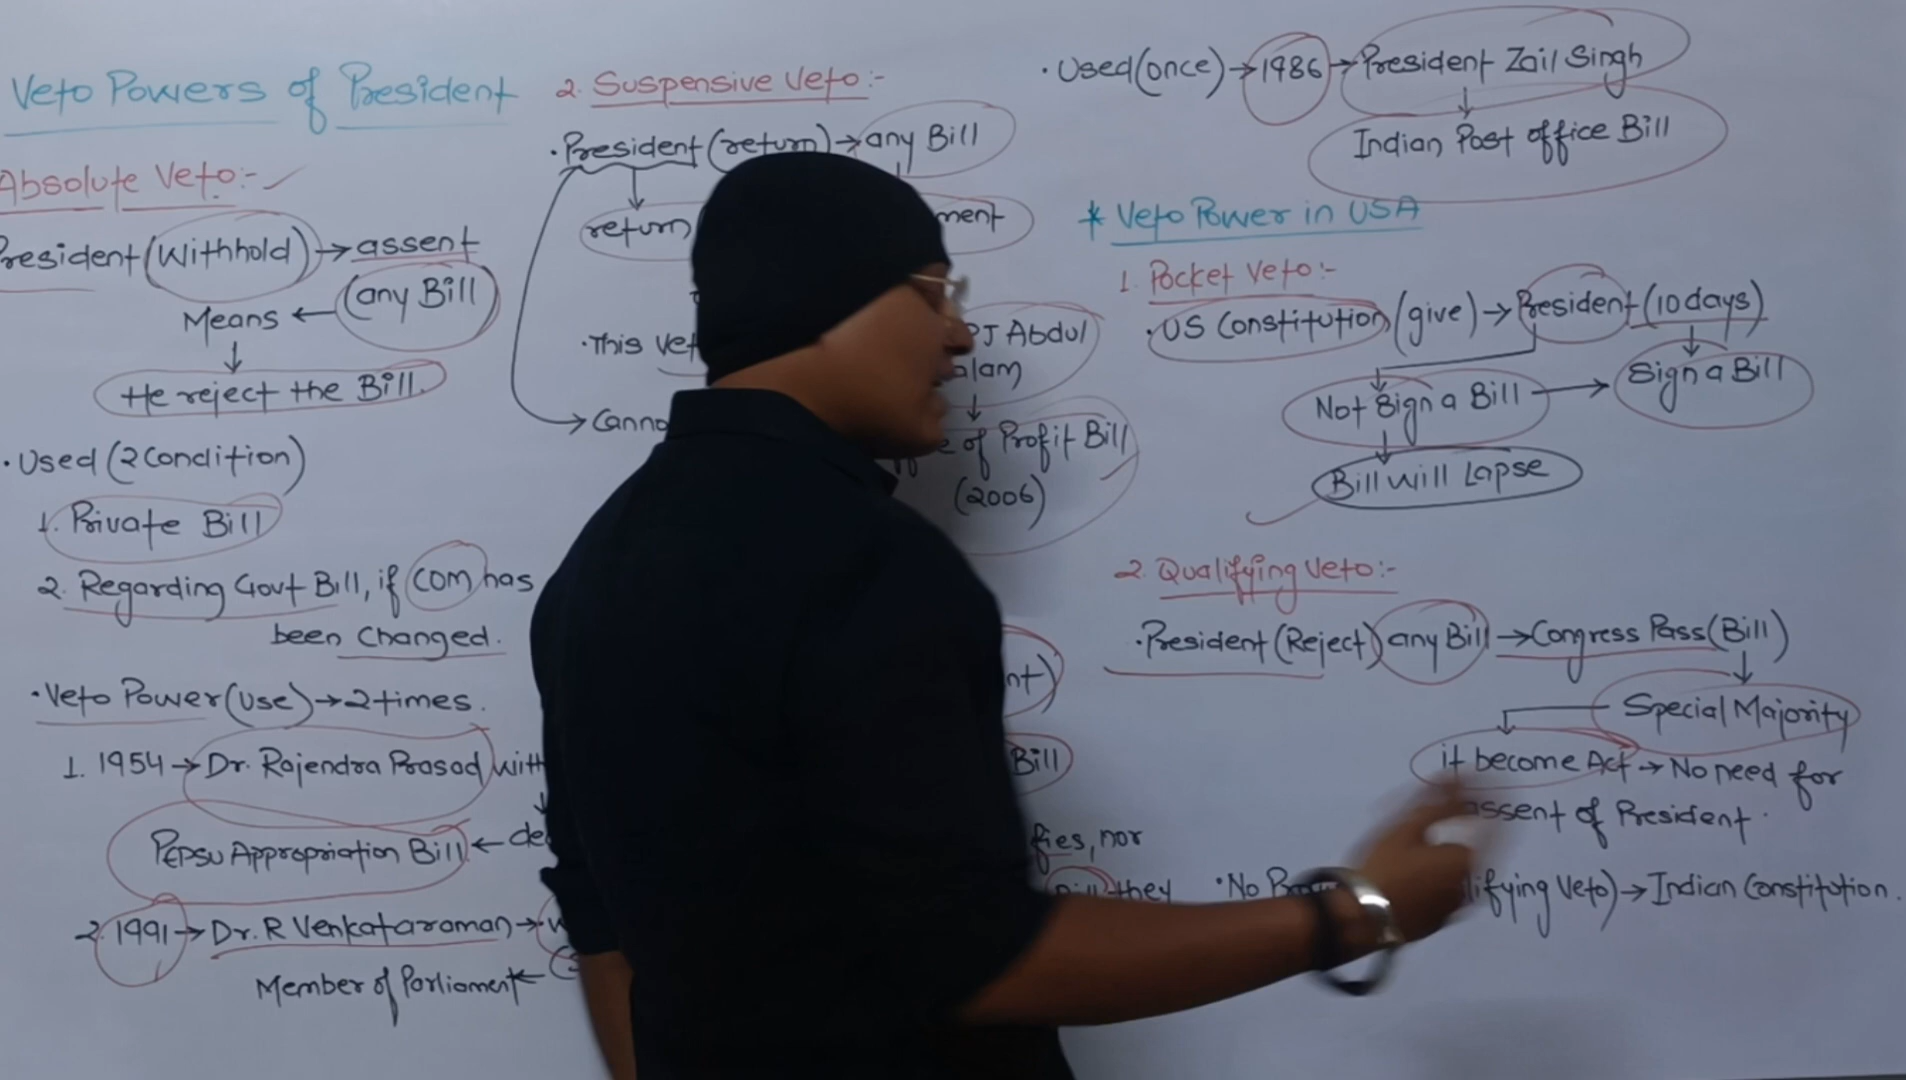 Veto Powers of President
Absolute Veto:-
President (Withhold) → assent
(any Bill
Means ←
He reject the Bill.
• Used (2 Condition)
1. Private Bill
2. Regarding Govt Bill, if COM has
been changed.
• Veto Power (use) → 2 times.
1. 1954 → Dr. Rajendra Prasad
PEPSU Appropriation Bill ←
2. 1991 → Dr. R Venkataraman →
Member of Parliament ←
2. Suspensive Veto:-
• President (return) → any Bill
return
• This
Abdul
of Profit Bill
(2006)
Bill
nor
they
• Used (once) → 1986 → President Zail Singh
Indian Post office Bill
* Veto Power in USA
1. Pocket Veto:-
• US Constitution (give) → President (10 days)
Sign a Bill
Not Sign a Bill →
Bill will Lapse
2. Qualifying Veto:-
• President (Reject) any Bill → Congress Pass (Bill)
Special Majority
it become Act → No need for
assent of President.
• No Veto) → Indian Constitution.